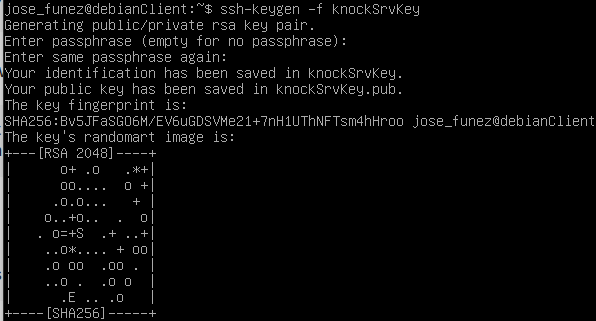 jose_funez@debianClient:~$ ssh-keygen -f knockSrvKey
Generating public/private rsa key pair.
Enter passphrase (empty for no passphrase):
Enter same passphrase again:
Your identification has been saved in knockSrvKey.
Your public key has been saved in knockSrvKey.pub.
The key fingerprint is:
SHA256:Bv5JFaSGO6M/EV6uGDSVMe21+7nH1UThNFTsm4hHroo jose_funez@debianClient
The key's randomart image is:
+---[RSA 2048]----+
|      o+ .o   .*+|
|      oo....  o +|
|     .o.o...   + |
|    o..+o..  .  o|
|   . o=+S  .+ ..+|
|    ..o*.... + oo|
|    .o oo  .oo . |
|    ..o .  .o o  |
|      .E .. .o   |
+----[SHA256]-----+